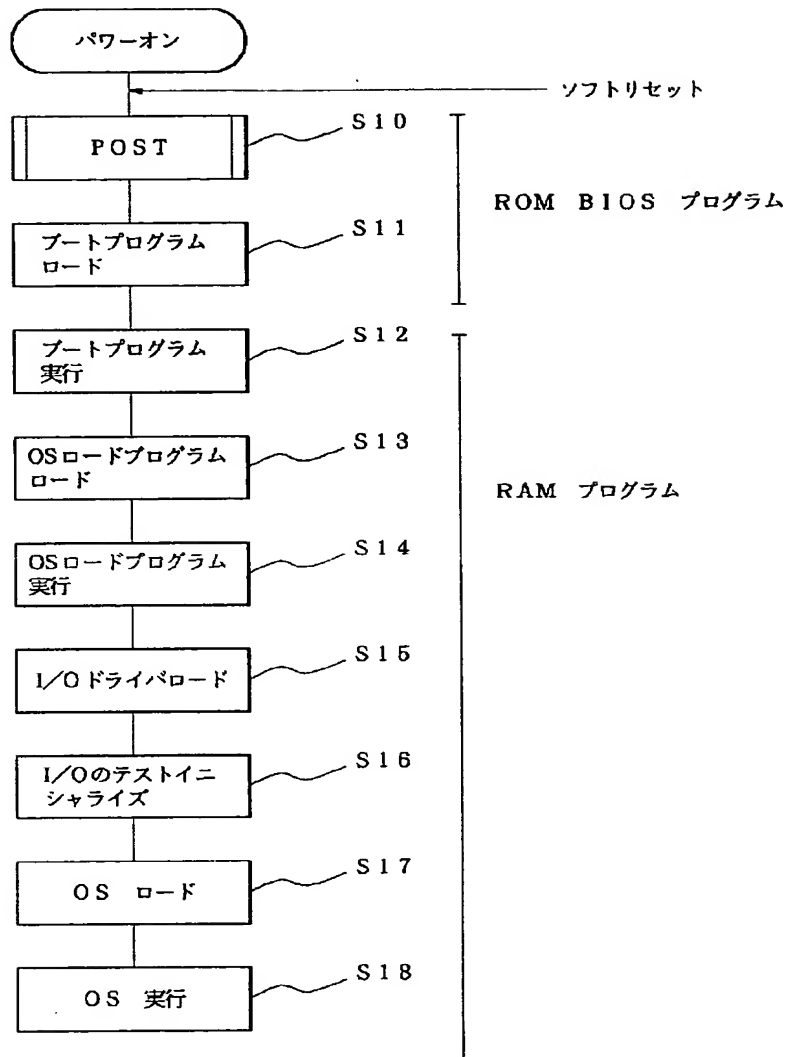 パワーオン
ソフトリセット
POST
S10
ROM BIOS プログラム
ブートプログラム
ロード
S11
ブートプログラム
実行
S12
OSロードプログラム
ロード
S13
RAM プログラム
OSロードプログラム
実行
S14
I/Oドライバロード
S15
I/Oのテストイニ
シャライズ
S16
OS ロード
S17
OS 実行
S18